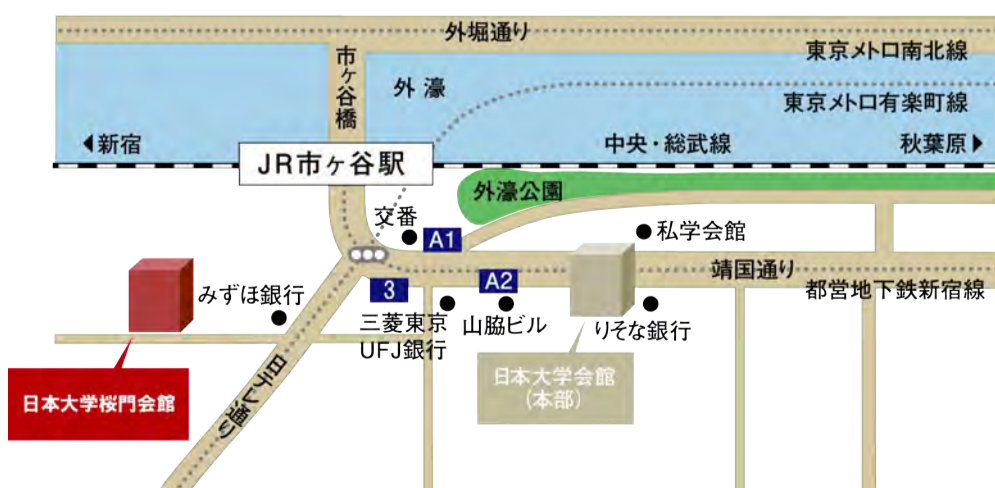 外堀通り
東京メトロ南北線
市ヶ谷橋
外 濠
東京メトロ有楽町線
新宿
中央・総武線
秋葉原
JR市ヶ谷駅
外濠公園
交番
A1
私学会館
靖国通り
都営地下鉄新宿線
3
A2
みずほ銀行
三菱東京
UFJ銀行
山脇ビル
りそな銀行
日本大学会館
(本部)
日本大学桜門会館
日テレ通り